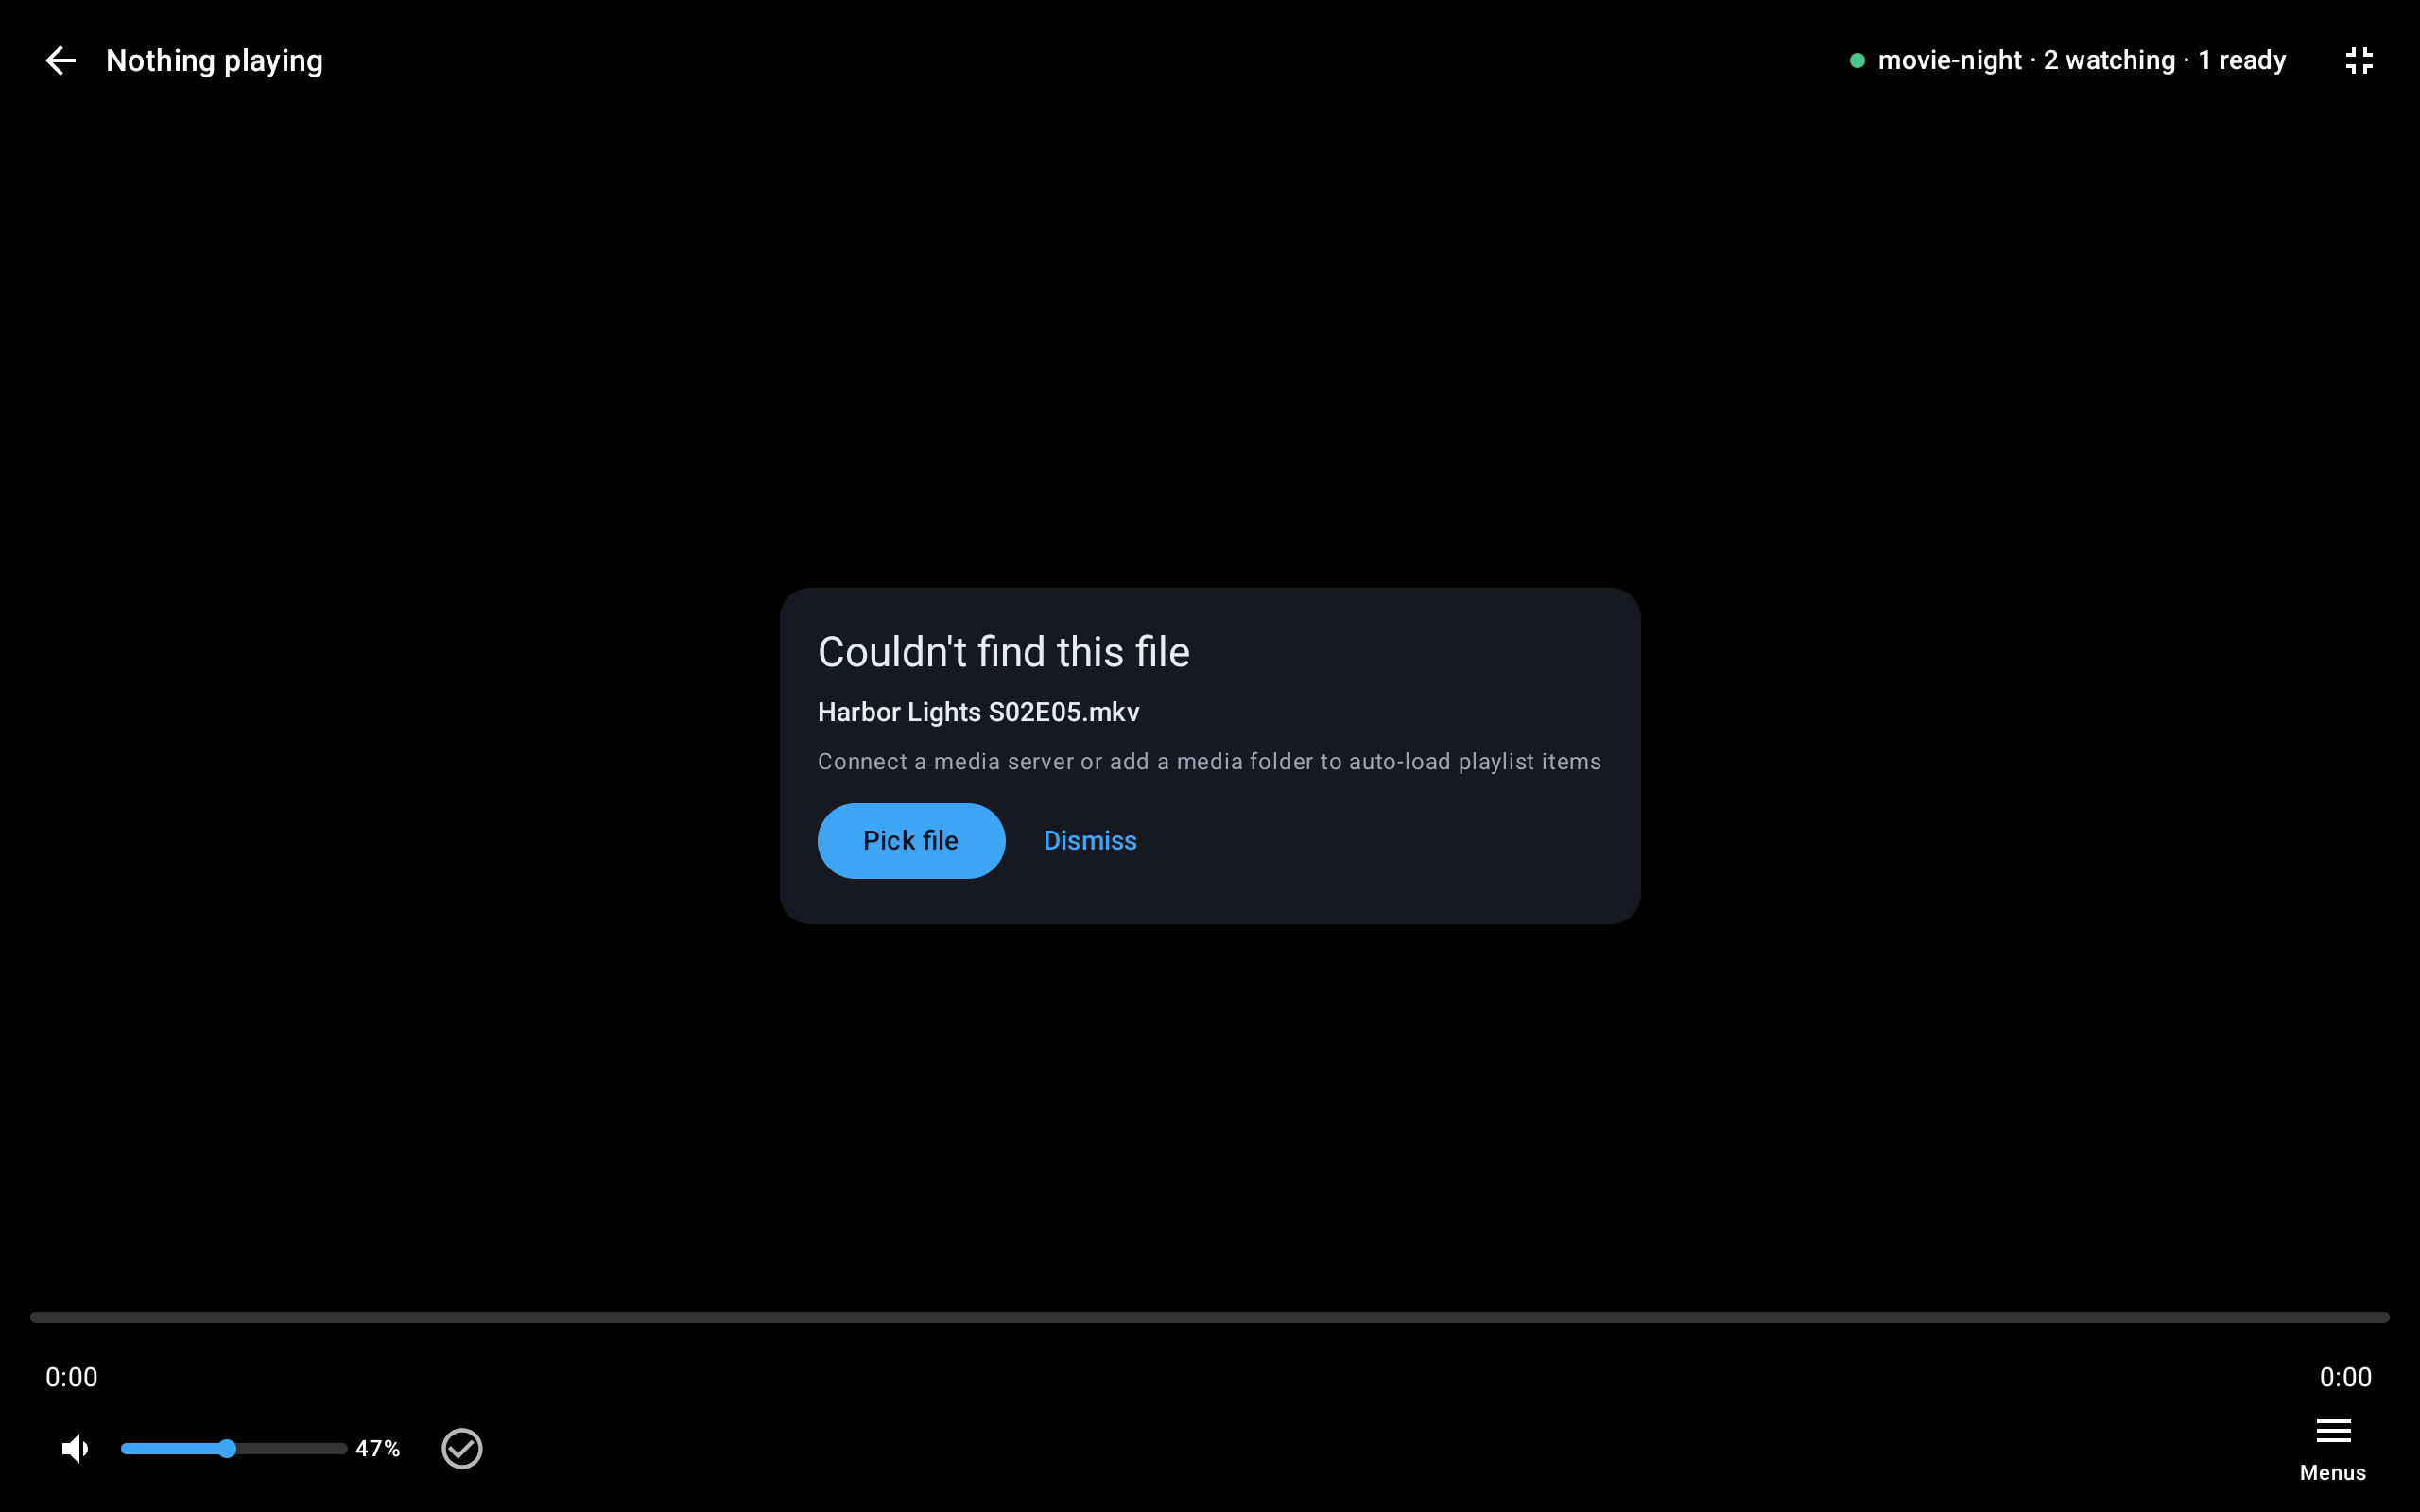 Nothing playing
movie-night · 2 watching · 1 ready
Couldn't find this file
Harbor Lights S02E05.mkv
Connect a media server or add a media folder to auto-load playlist items
Pick file
Dismiss
0:00
0:00
47%
Menus